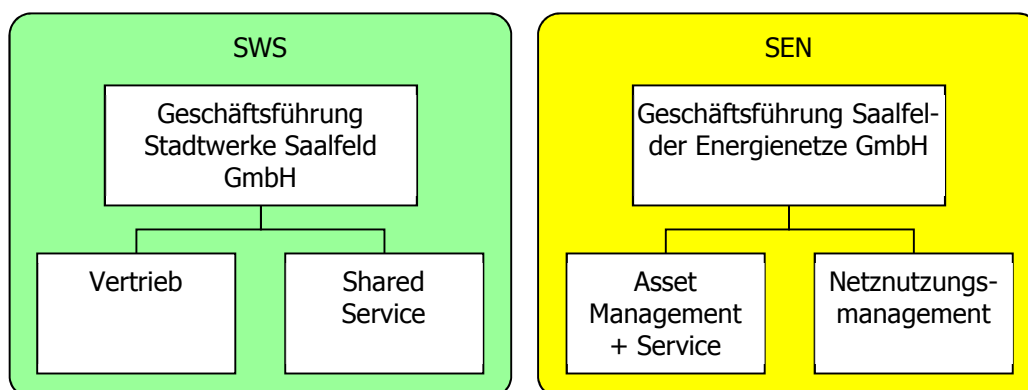 SWS
Geschäftsführung
Stadtwerke Saalfeld
GmbH
Vertrieb
Shared
Service
SEN
Geschäftsführung Saalfel-
der Energienetze GmbH
Asset
Management
+ Service
Netznutzungs-
management